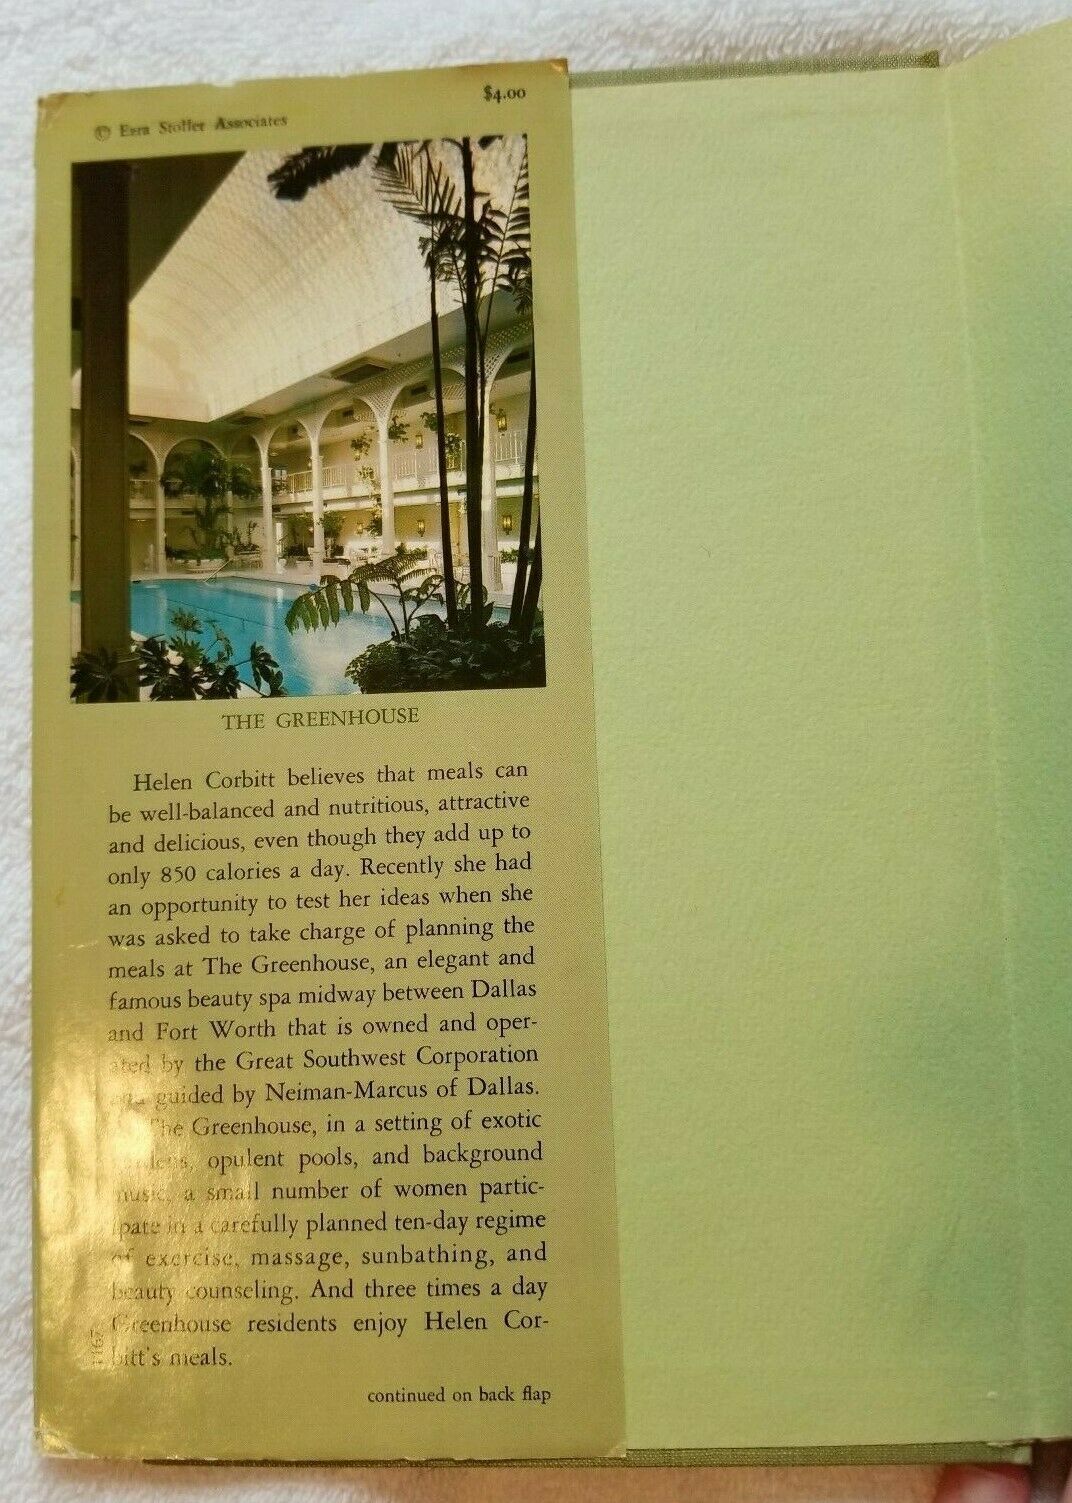 $4.00
© Ezra Stoller Associates
THE GREENHOUSE
Helen Corbitt believes that meals can
be well-balanced and nutritious, attractive
and delicious, even though they add up to
only 850 calories a day. Recently she had
an opportunity to test her ideas when she
was asked to take charge of planning the
meals at The Greenhouse, an elegant and
famous beauty spa midway between Dallas
and Fort Worth that is owned and oper-
ated by the Great Southwest Corporation
and guided by Neiman-Marcus of Dallas.
The Greenhouse, in a setting of exotic
gardens, opulent pools, and background
music, a small number of women partic-
ipate in a carefully planned ten-day regime
of exercise, massage, sunbathing, and
beauty counseling. And three times a day
Greenhouse residents enjoy Helen Cor-
bitt's meals.
continued on back flap